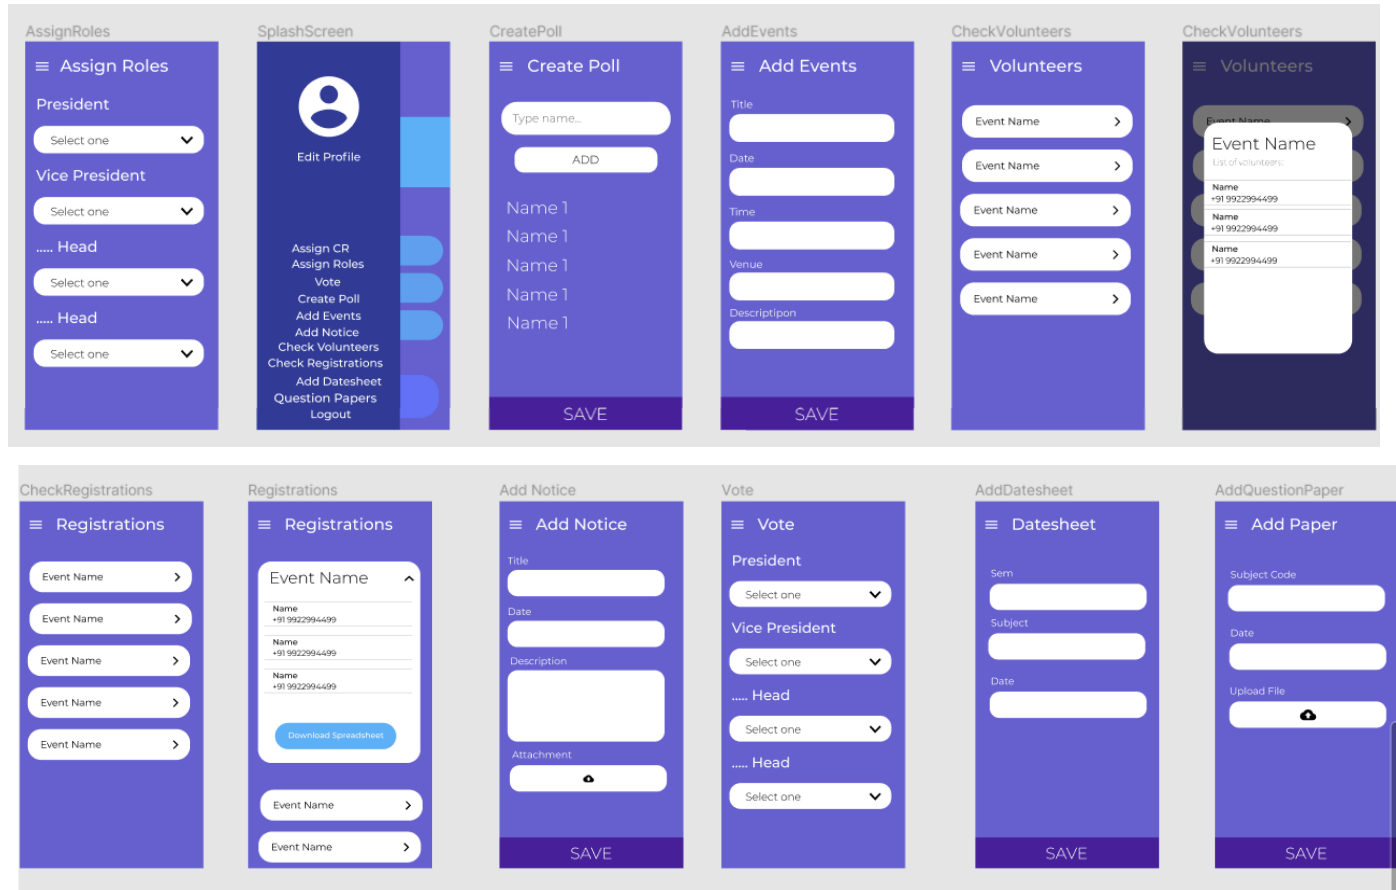 AssignRoles
Assign Roles
President
Select one
Vice President
Select one
..... Head
Select one
..... Head
Select one
SplashScreen
Edit Profile
Assign CR
Assign Roles
Vote
Create Poll
Add Events
Add Notice
Check Volunteers
Check Registrations
Add Datesheet
Question Papers
Logout
CreatePoll
Create Poll
Type name...
ADD
Name 1
Name 1
Name 1
Name 1
Name 1
SAVE
AddEvents
Add Events
Title
Date
Time
Venue
Descriptipon
SAVE
CheckVolunteers
Volunteers
Event Name
Event Name
Event Name
Event Name
Event Name
CheckVolunteers
Volunteers
Event Name
Event Name
List of volunteers:
Name
+91 9922994499
Name
+91 9922994499
Name
+91 9922994499
CheckRegistrations
Registrations
Event Name
Event Name
Event Name
Event Name
Event Name
Registrations
Registrations
Event Name
Name
+91 9922994499
Name
+91 9922994499
Name
+91 9922994499
Download Spreadsheet
Event Name
Event Name
Add Notice
Add Notice
Title
Date
Description
Attachment
SAVE
Vote
Vote
President
Select one
Vice President
Select one
..... Head
Select one
..... Head
Select one
AddDatesheet
Datesheet
Sem
Subject
Date
SAVE
AddQuestionPaper
Add Paper
Subject Code
Date
Upload File
SAVE